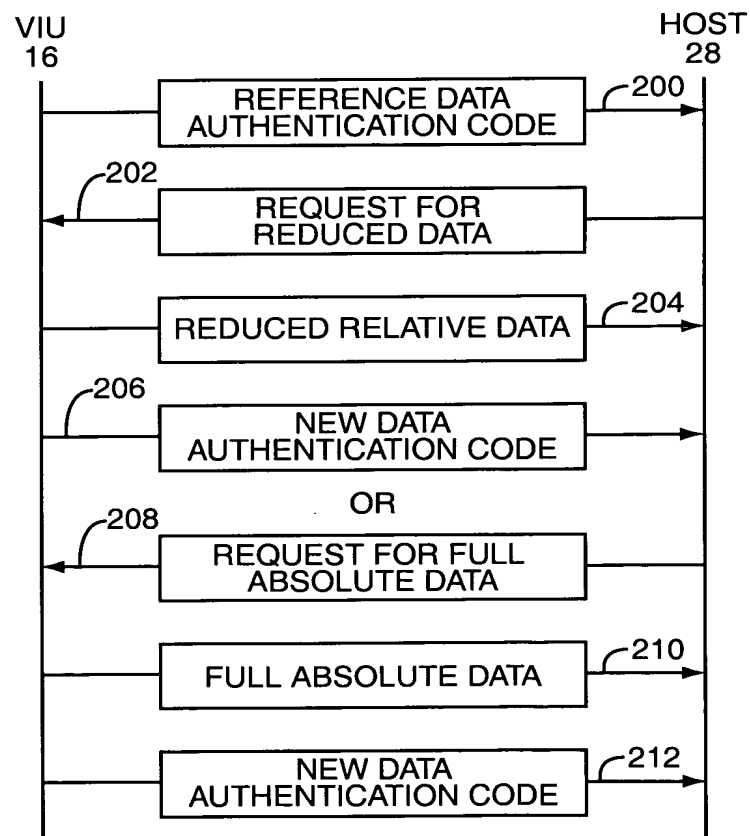 VIU
16
HOST
28
REFERENCE DATA
AUTHENTICATION CODE
200
202
REQUEST FOR
REDUCED DATA
REDUCED RELATIVE DATA
204
206
NEW DATA
AUTHENTICATION CODE
OR
208
REQUEST FOR FULL
ABSOLUTE DATA
FULL ABSOLUTE DATA
210
NEW DATA
AUTHENTICATION CODE
212